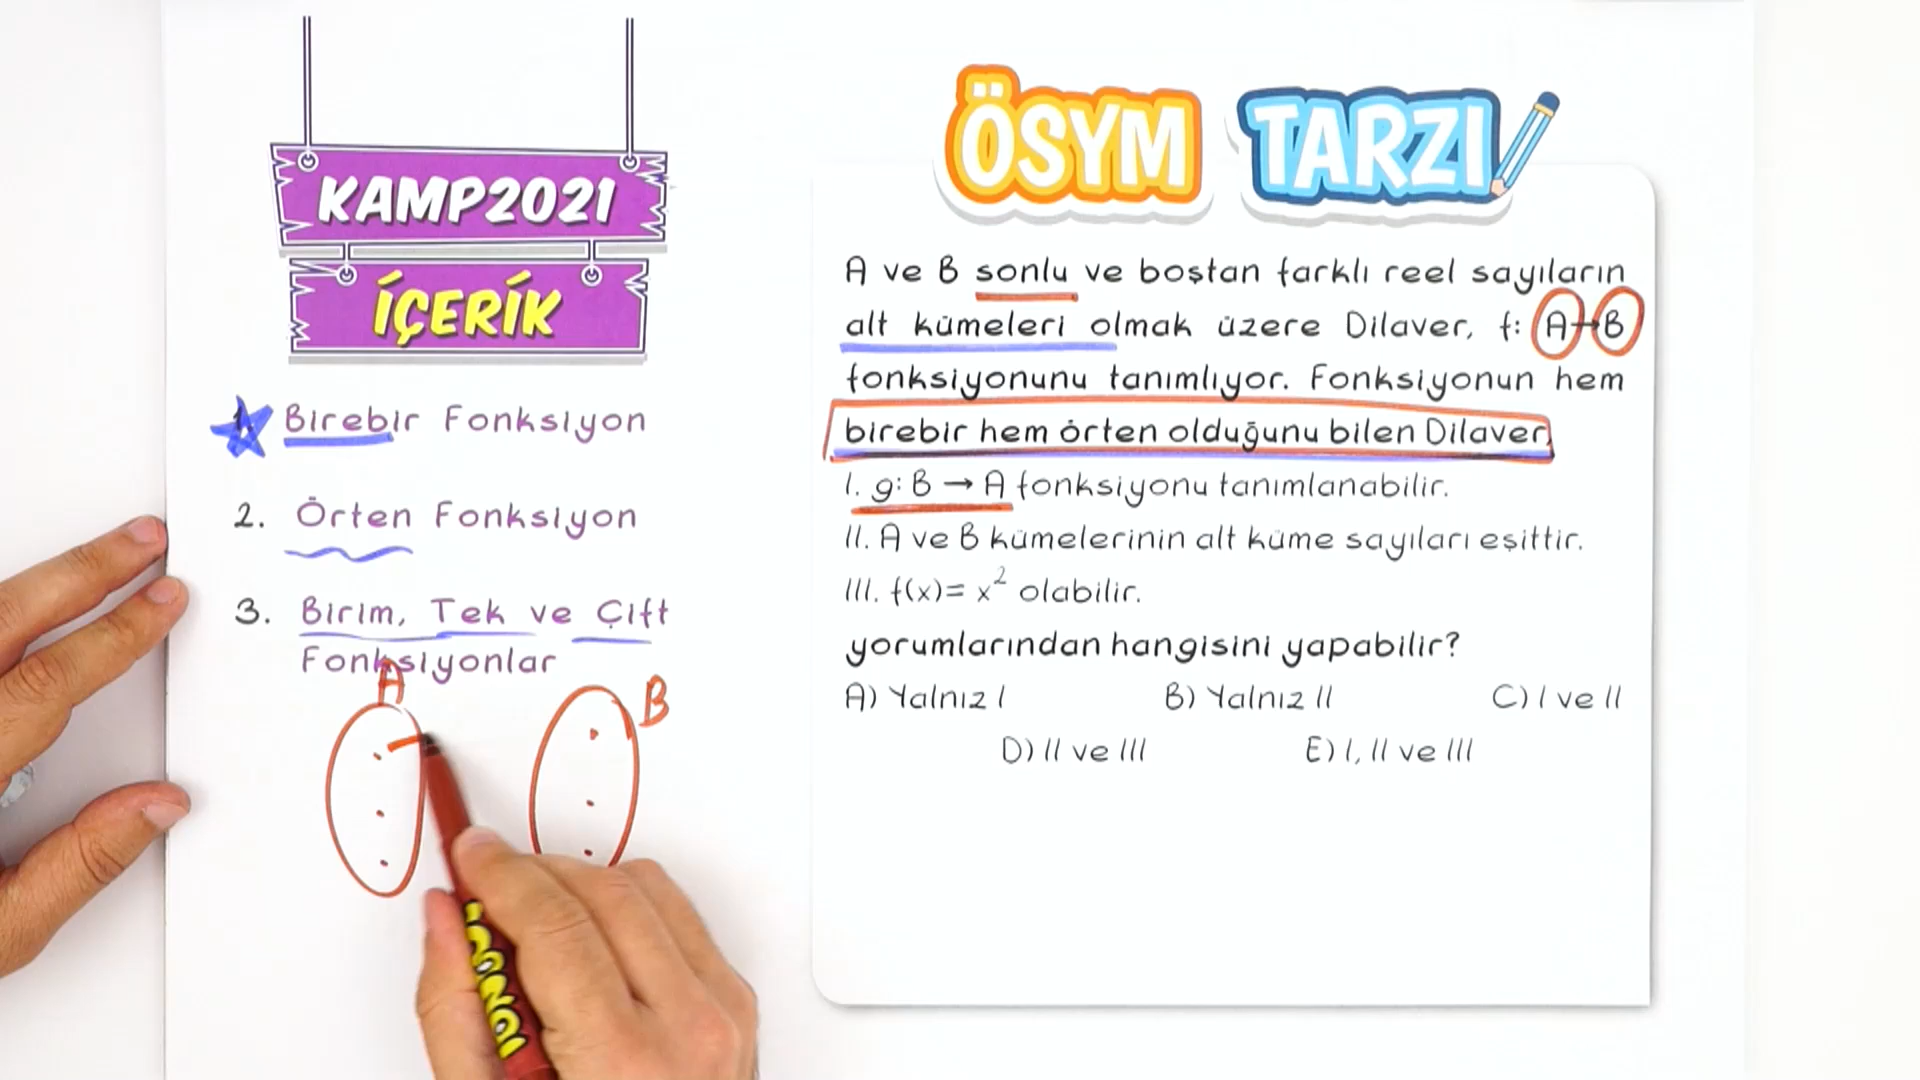 KAMP2021
İÇERİK
1. Birebir Fonksiyon
2. Örten Fonksiyon
3. Birim, Tek ve Çift
Fonksiyonlar
A
B
ÖSYM TARZI
A ve B sonlu ve boştan farklı reel sayıların
alt kümeleri olmak üzere Dilaver, f: A→B
fonksiyonunu tanımlıyor. Fonksiyonun hem
birebir hem örten olduğunu bilen Dilaver,
I. g: B → A fonksiyonu tanımlanabilir.
II. A ve B kümelerinin alt küme sayıları eşittir.
III. f(x)= x² olabilir.
yorumlarından hangisini yapabilir?
A) Yalnız I B) Yalnız II C) I ve II
D) II ve III E) I, II ve III